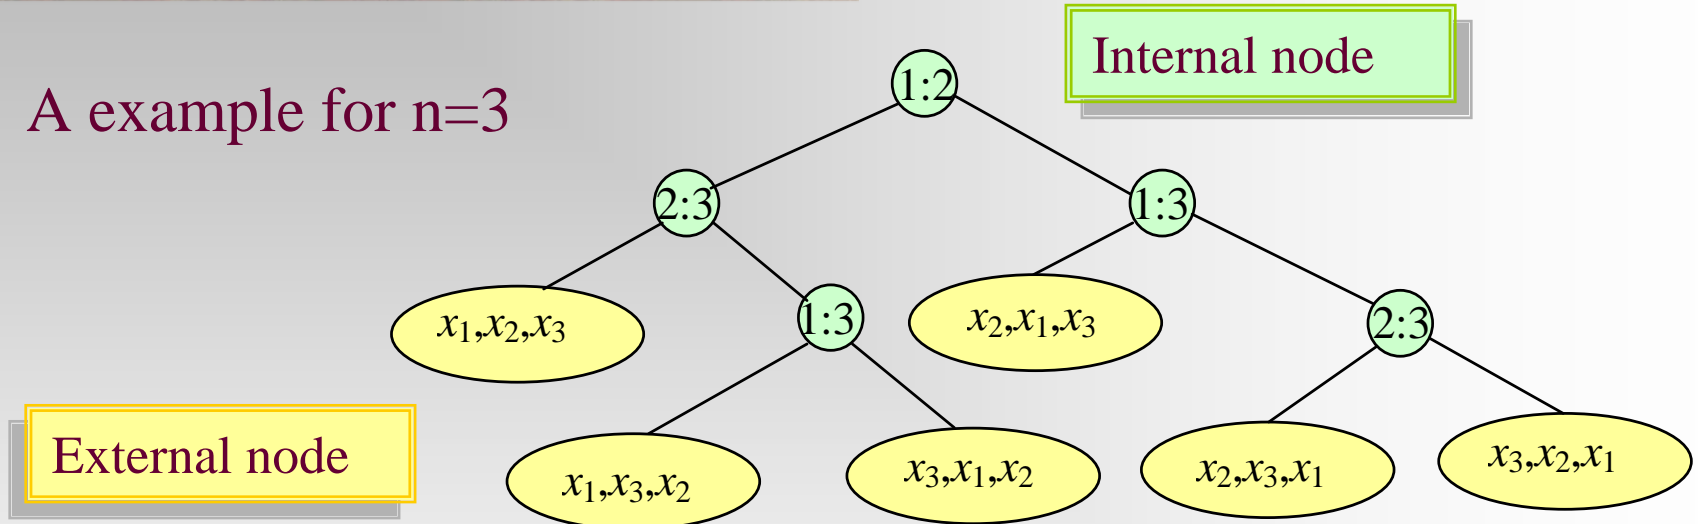 Internal node
A example for n=3
1:2
2:3
1:3
x₁,x₂,x₃
1:3
x₂,x₁,x₃
2:3
External node
x₁,x₃,x₂
x₃,x₁,x₂
x₂,x₃,x₁
x₃,x₂,x₁